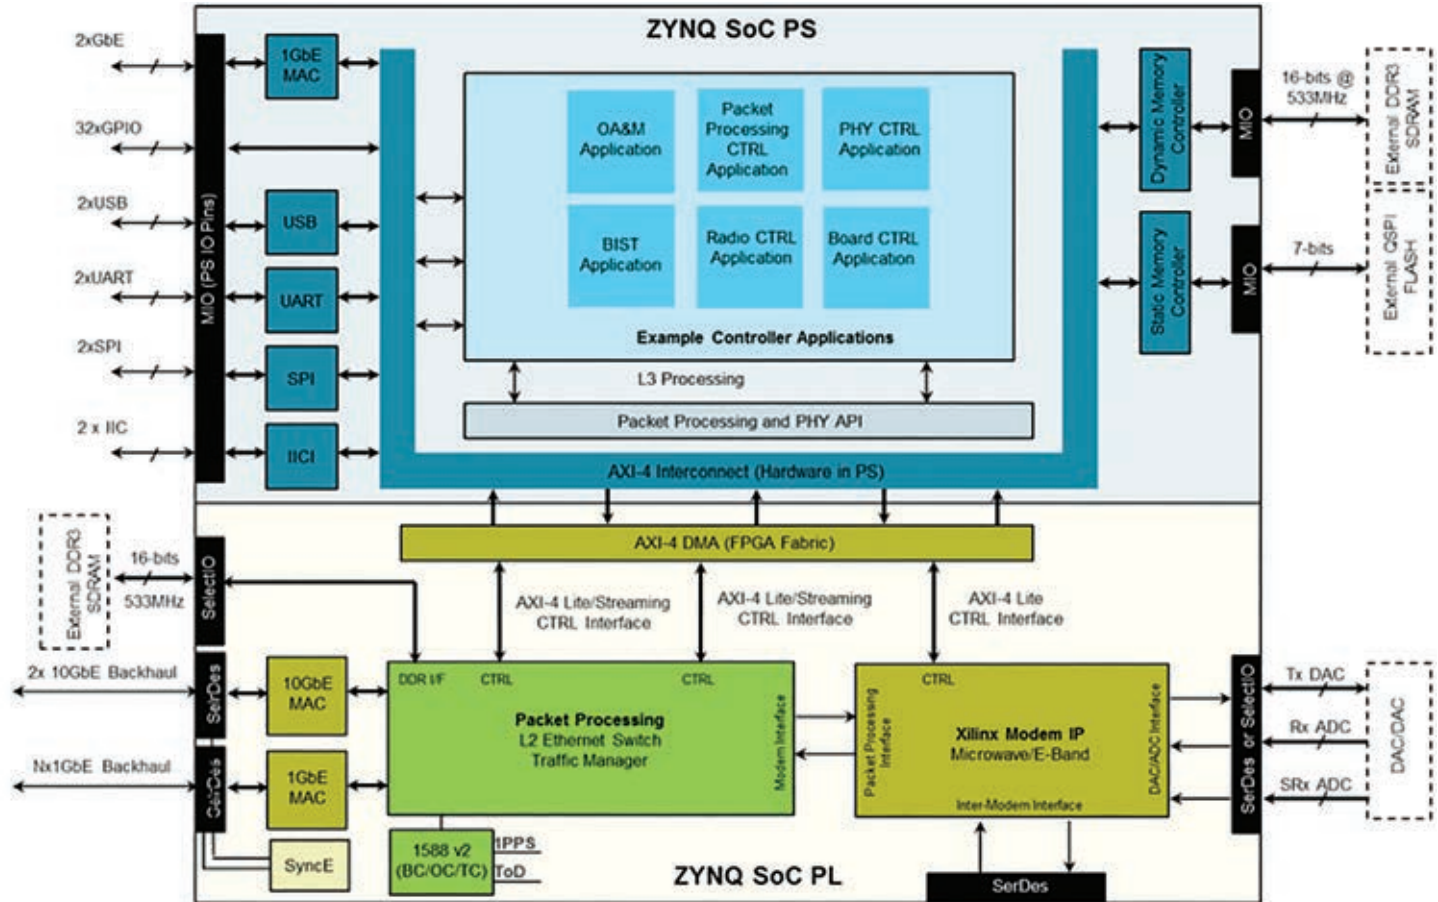 ZYNQ SoC PS
2xGbE
32xGPIO
2xUSB
2xUART
2xSPI
2 x IIC
MIO (PS IO Pins)
1GbE
MAC
USB
UART
SPI
IICI
OA&M
Application
Packet
Processing
CTRL
Application
PHY CTRL
Application
BIST
Application
Radio CTRL
Application
Board CTRL
Application
Example Controller Applications
L3 Processing
Packet Processing and PHY API
AXI-4 Interconnect (Hardware in PS)
Dynamic Memory
Controller
Static Memory
Controller
MIO
MIO
16-bits @
533MHz
7-bits
External DDR3
SDRAM
External QSPI
FLASH
AXI-4 DMA (FPGA Fabric)
External DDR3
SDRAM
16-bits
533MHz
SelectIO
AXI-4 Lite/Streaming
CTRL Interface
AXI-4 Lite/Streaming
CTRL Interface
AXI-4 Lite
CTRL Interface
2x 10GbE Backhaul
Nx1GbE Backhaul
10GbE
MAC
1GbE
MAC
SyncE
DDR I/F
CTRL
CTRL
Packet Processing
L2 Ethernet Switch
Traffic Manager
Modem Interface
1588 v2
(BC/OC/TC)
1PPS
ToD
CTRL
Packet Processing
Interface
Xilinx Modem IP
Microwave/E-Band
DAC/ADC Interface
Inter-Modem Interface
SerDes or SelectIO
Tx DAC
Rx ADC
SRx ADC
DAC/DAC
SerDes
ZYNQ SoC PL